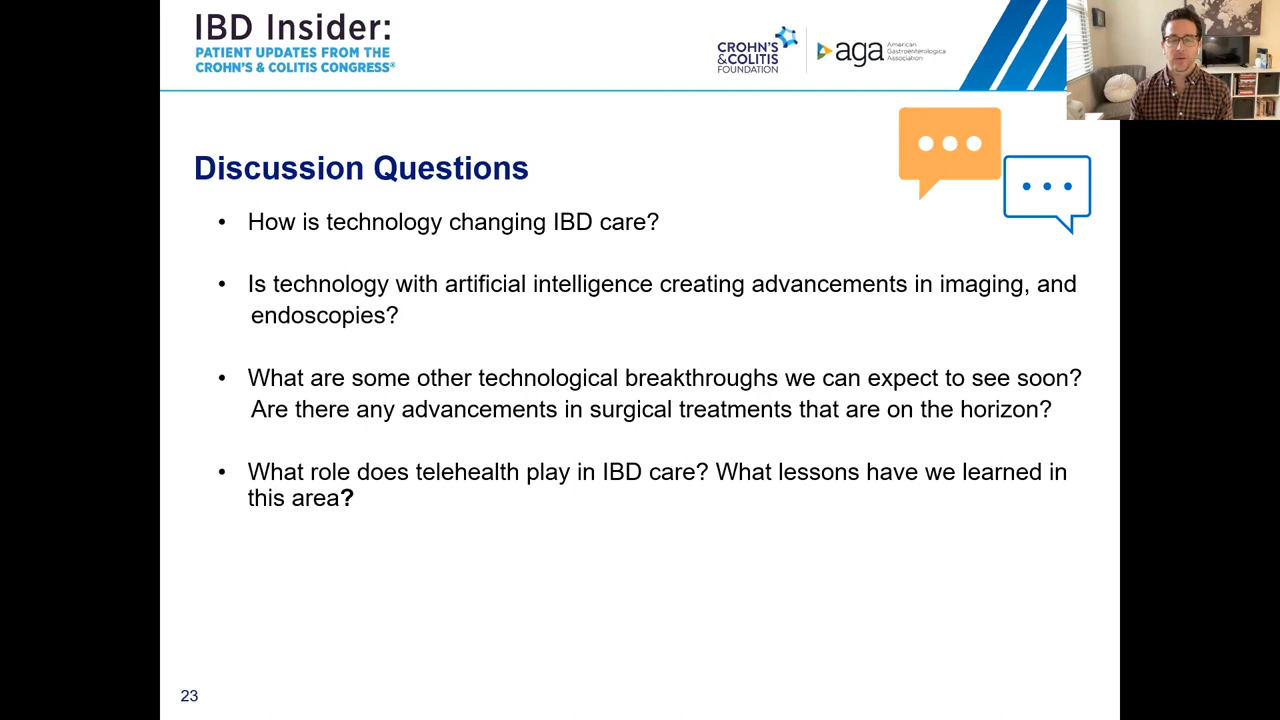 IBD Insider:
PATIENT UPDATES FROM THE
CROHN'S & COLITIS CONGRESS®
CROHN'S
& COLITIS
FOUNDATION
aga
American
Gastroenterological
Association
Discussion Questions
• How is technology changing IBD care?
• Is technology with artificial intelligence creating advancements in imaging, and
endoscopies?
• What are some other technological breakthroughs we can expect to see soon?
Are there any advancements in surgical treatments that are on the horizon?
• What role does telehealth play in IBD care? What lessons have we learned in
this area?
23